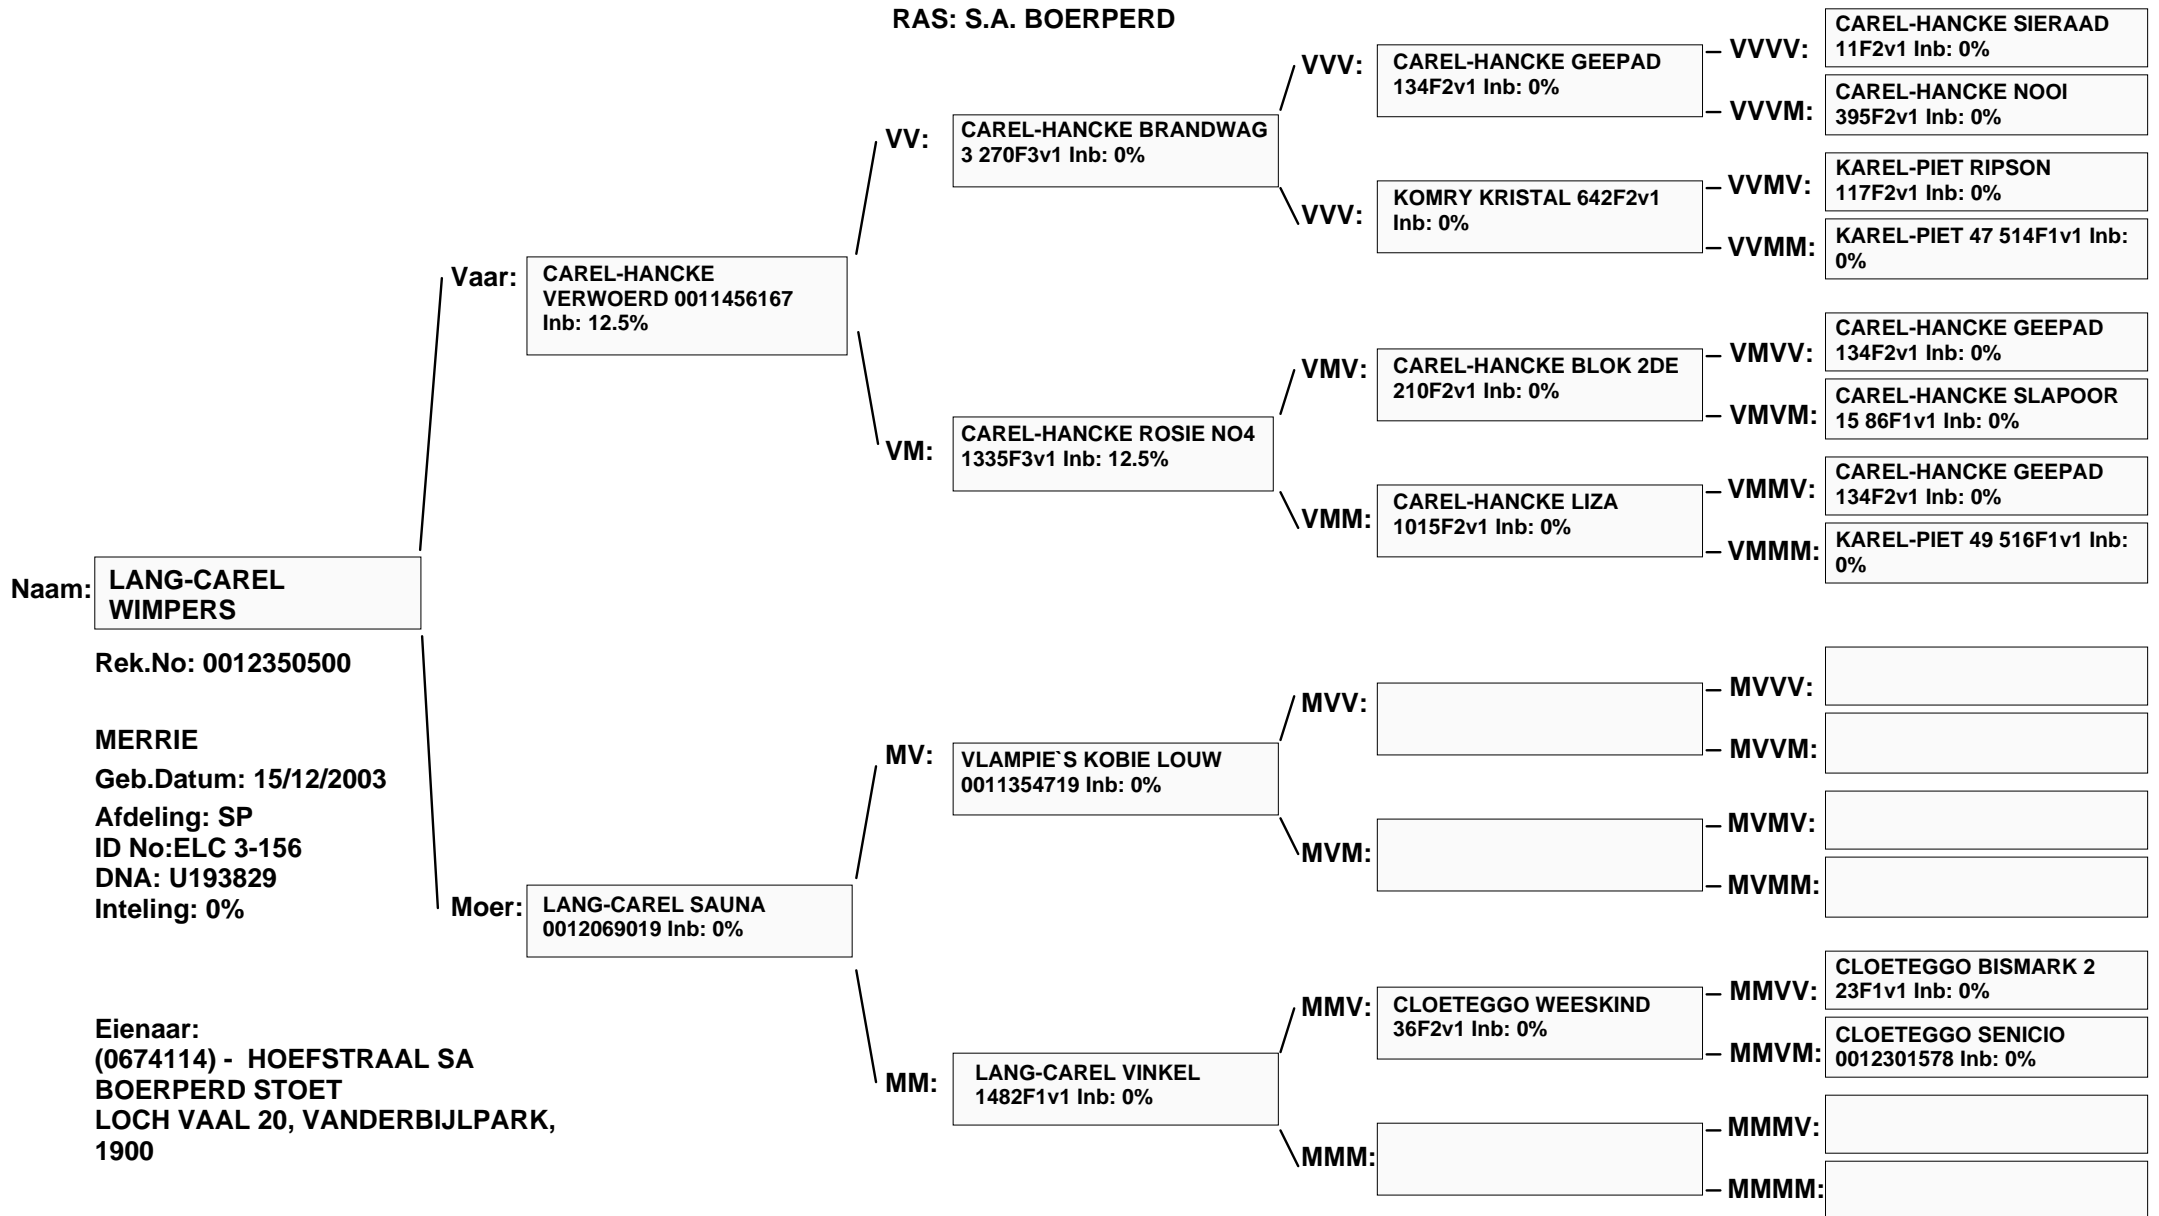 RAS: S.A. BOERPERD
Naam:
LANG-CAREL
WIMPERS
Rek.No: 0012350500
MERRIE
Geb.Datum: 15/12/2003
Afdeling: SP
ID No:ELC 3-156
DNA: U193829
Inteling: 0%
Eienaar:
(0674114) - HOEFSTRAAL SA
BOERPERD STOET
LOCH VAAL 20, VANDERBIJLPARK,
1900
Vaar:
CAREL-HANCKE
VERWOERD 0011456167
Inb: 12.5%
Moer:
LANG-CAREL SAUNA
0012069019 Inb: 0%
VV:
CAREL-HANCKE BRANDWAG
3 270F3v1 Inb: 0%
VM:
CAREL-HANCKE ROSIE NO4
1335F3v1 Inb: 12.5%
MV:
VLAMPIE`S KOBIE LOUW
0011354719 Inb: 0%
MM:
LANG-CAREL VINKEL
1482F1v1 Inb: 0%
VVV:
CAREL-HANCKE GEEPAD
134F2v1 Inb: 0%
VVV:
KOMRY KRISTAL 642F2v1
Inb: 0%
VMV:
CAREL-HANCKE BLOK 2DE
210F2v1 Inb: 0%
VMM:
CAREL-HANCKE LIZA
1015F2v1 Inb: 0%
MVV:
MVM:
MMV:
CLOETEGGO WEESKIND
36F2v1 Inb: 0%
MMM:
VVVV:
CAREL-HANCKE SIERAAD
11F2v1 Inb: 0%
VVVM:
CAREL-HANCKE NOOI
395F2v1 Inb: 0%
VVMV:
KAREL-PIET RIPSON
117F2v1 Inb: 0%
VVMM:
KAREL-PIET 47 514F1v1 Inb:
0%
VMVV:
CAREL-HANCKE GEEPAD
134F2v1 Inb: 0%
VMVM:
CAREL-HANCKE SLAPOOR
15 86F1v1 Inb: 0%
VMMV:
CAREL-HANCKE GEEPAD
134F2v1 Inb: 0%
VMMM:
KAREL-PIET 49 516F1v1 Inb:
0%
MVVV:
MVVM:
MVMV:
MVMM:
MMVV:
CLOETEGGO BISMARK 2
23F1v1 Inb: 0%
MMVM:
CLOETEGGO SENICIO
0012301578 Inb: 0%
MMMV:
MMMM: